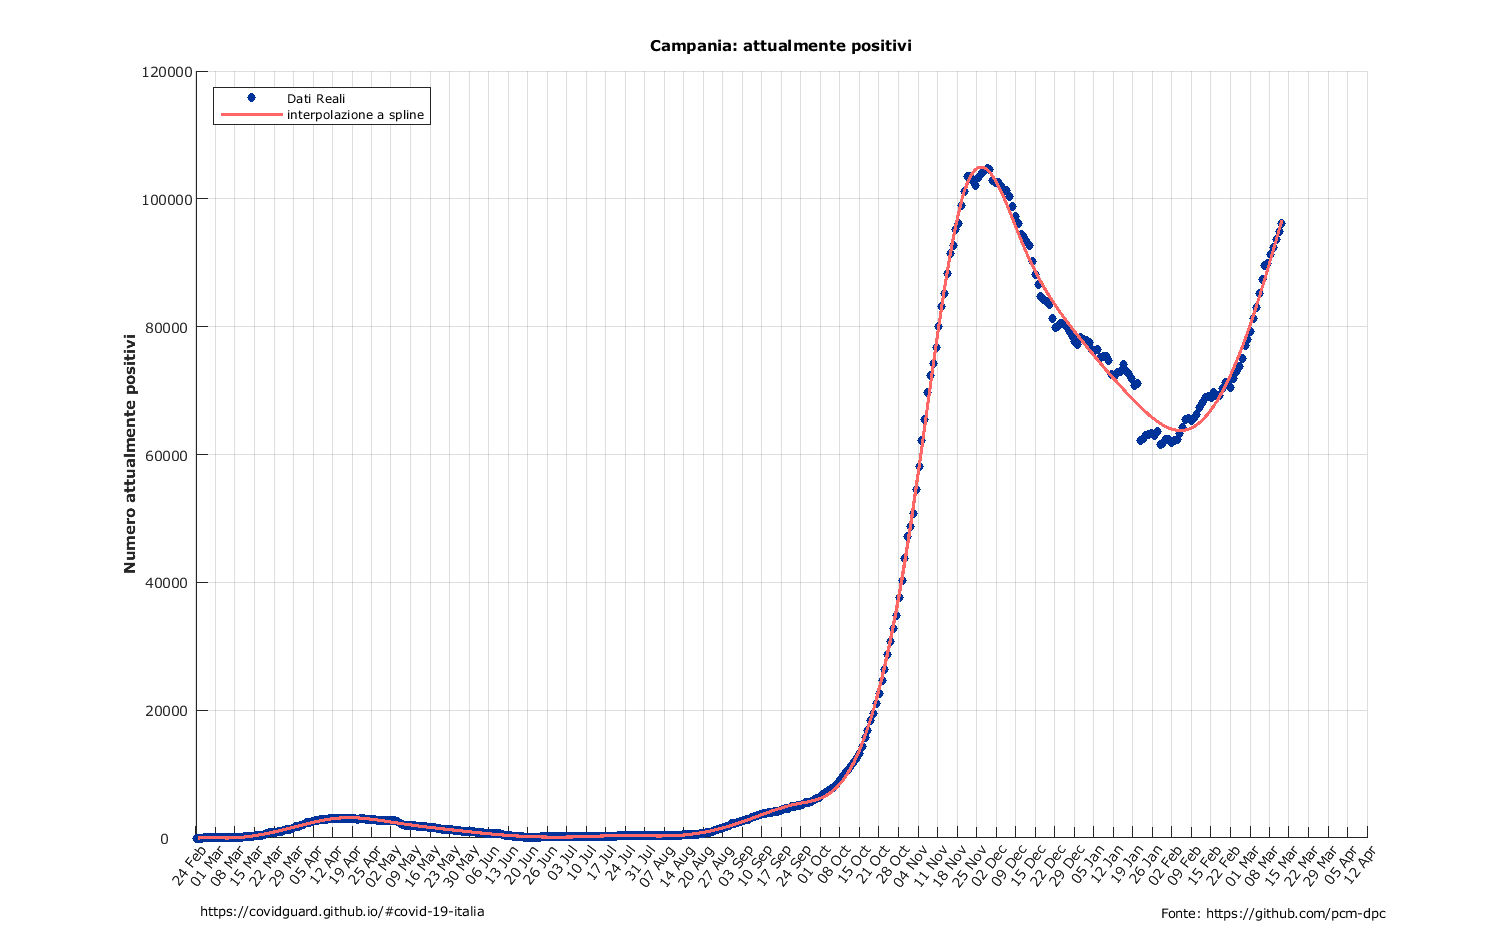 Campania: attualmente positivi
120000
100000
80000
60000
40000
20000
0
Numero attualmente positivi
Dati Reali
interpolazione a spline
24 Feb
01 Mar
08 Mar
15 Mar
22 Mar
29 Mar
05 Apr
12 Apr
19 Apr
25 Apr
02 May
09 May
16 May
23 May
30 May
06 Jun
13 Jun
20 Jun
26 Jun
03 Jul
10 Jul
17 Jul
24 Jul
31 Jul
07 Aug
14 Aug
20 Aug
27 Aug
03 Sep
10 Sep
17 Sep
24 Sep
01 Oct
08 Oct
15 Oct
21 Oct
28 Oct
04 Nov
11 Nov
18 Nov
25 Nov
02 Dec
09 Dec
15 Dec
22 Dec
29 Dec
05 Jan
12 Jan
19 Jan
26 Jan
02 Feb
09 Feb
15 Feb
22 Feb
01 Mar
08 Mar
15 Mar
22 Mar
29 Mar
05 Apr
12 Apr
https://covidguard.github.io/#covid-19-italia
Fonte: https://github.com/pcm-dpc